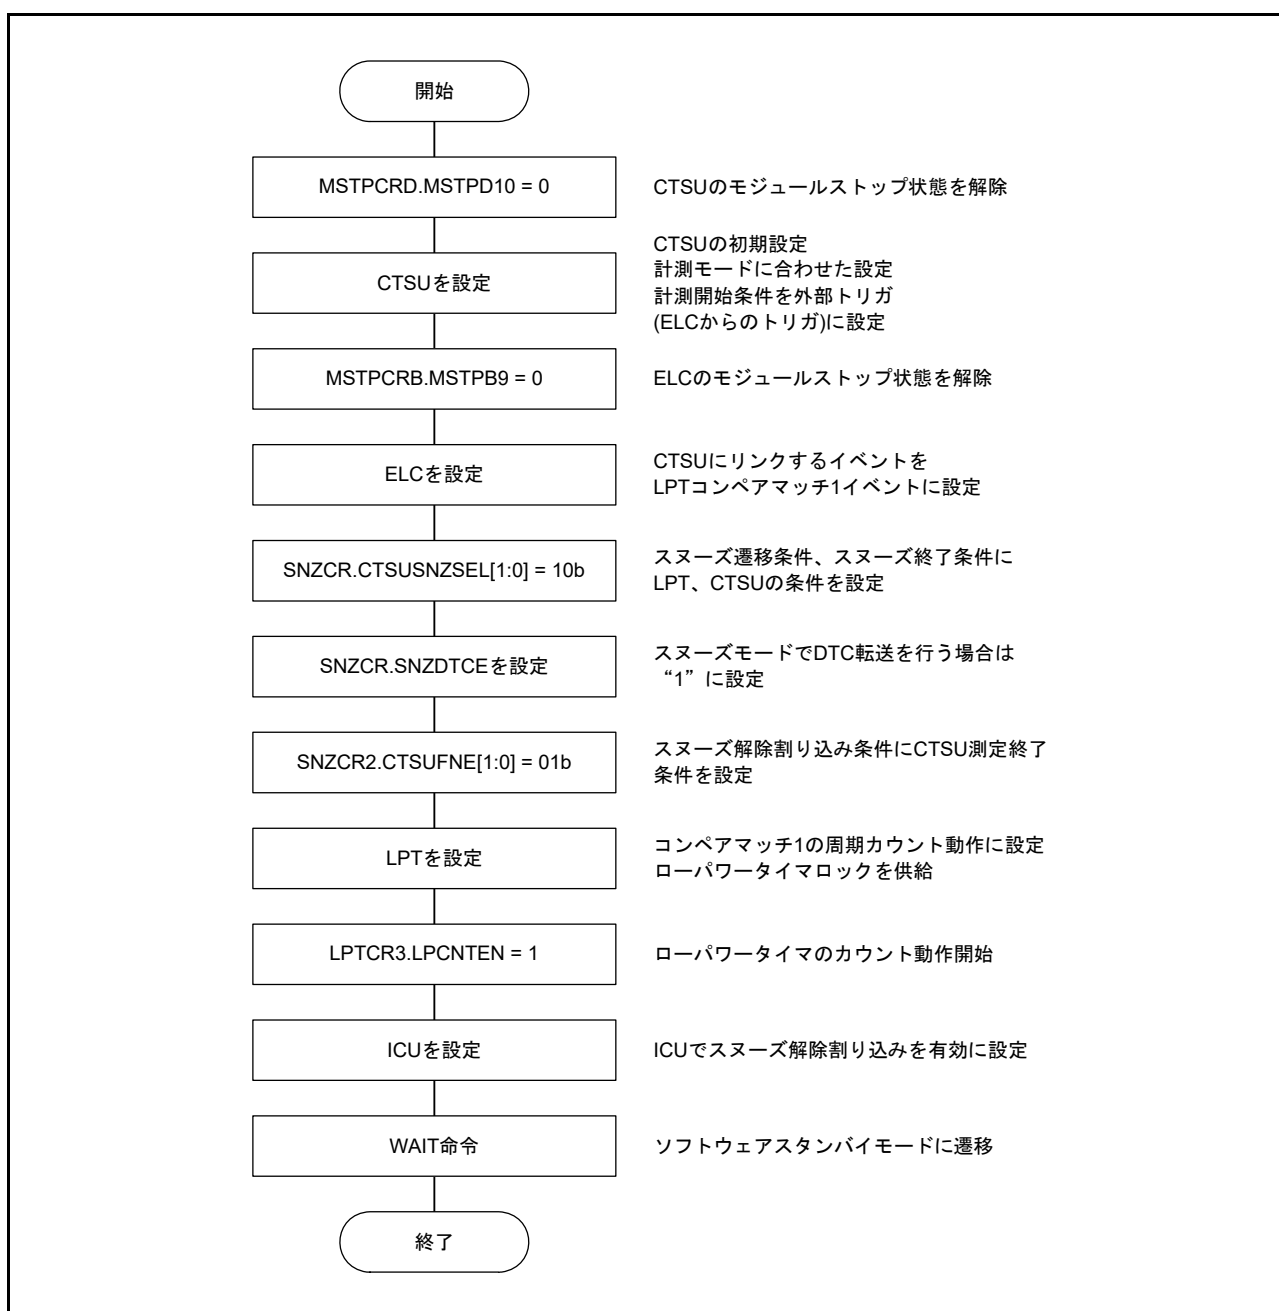 開始
MSTPCRD.MSTPD10 = 0
CTSUのモジュールストップ状態を解除
CTSUを設定
CTSUの初期設定
計測モードに合わせた設定
計測開始条件を外部トリガ
(ELCからのトリガ)に設定
MSTPCRB.MSTPB9 = 0
ELCのモジュールストップ状態を解除
ELCを設定
CTSUにリンクするイベントを
LPTコンペアマッチ1イベントに設定
SNZCR.CTSUSNZSEL[1:0] = 10b
スヌーズ遷移条件、スヌーズ終了条件に
LPT、CTSUの条件を設定
SNZCR.SNZDTCEを設定
スヌーズモードでDTC転送を行う場合は
“1”に設定
SNZCR2.CTSUFNE[1:0] = 01b
スヌーズ解除割り込み条件にCTSU測定終了
条件を設定
LPTを設定
コンペアマッチ1の周期カウント動作に設定
ローパワータイマロックを供給
LPTCR3.LPCNTEN = 1
ローパワータイマのカウント動作開始
ICUを設定
ICUでスヌーズ解除割り込みを有効に設定
WAIT命令
ソフトウェアスタンバイモードに遷移
終了